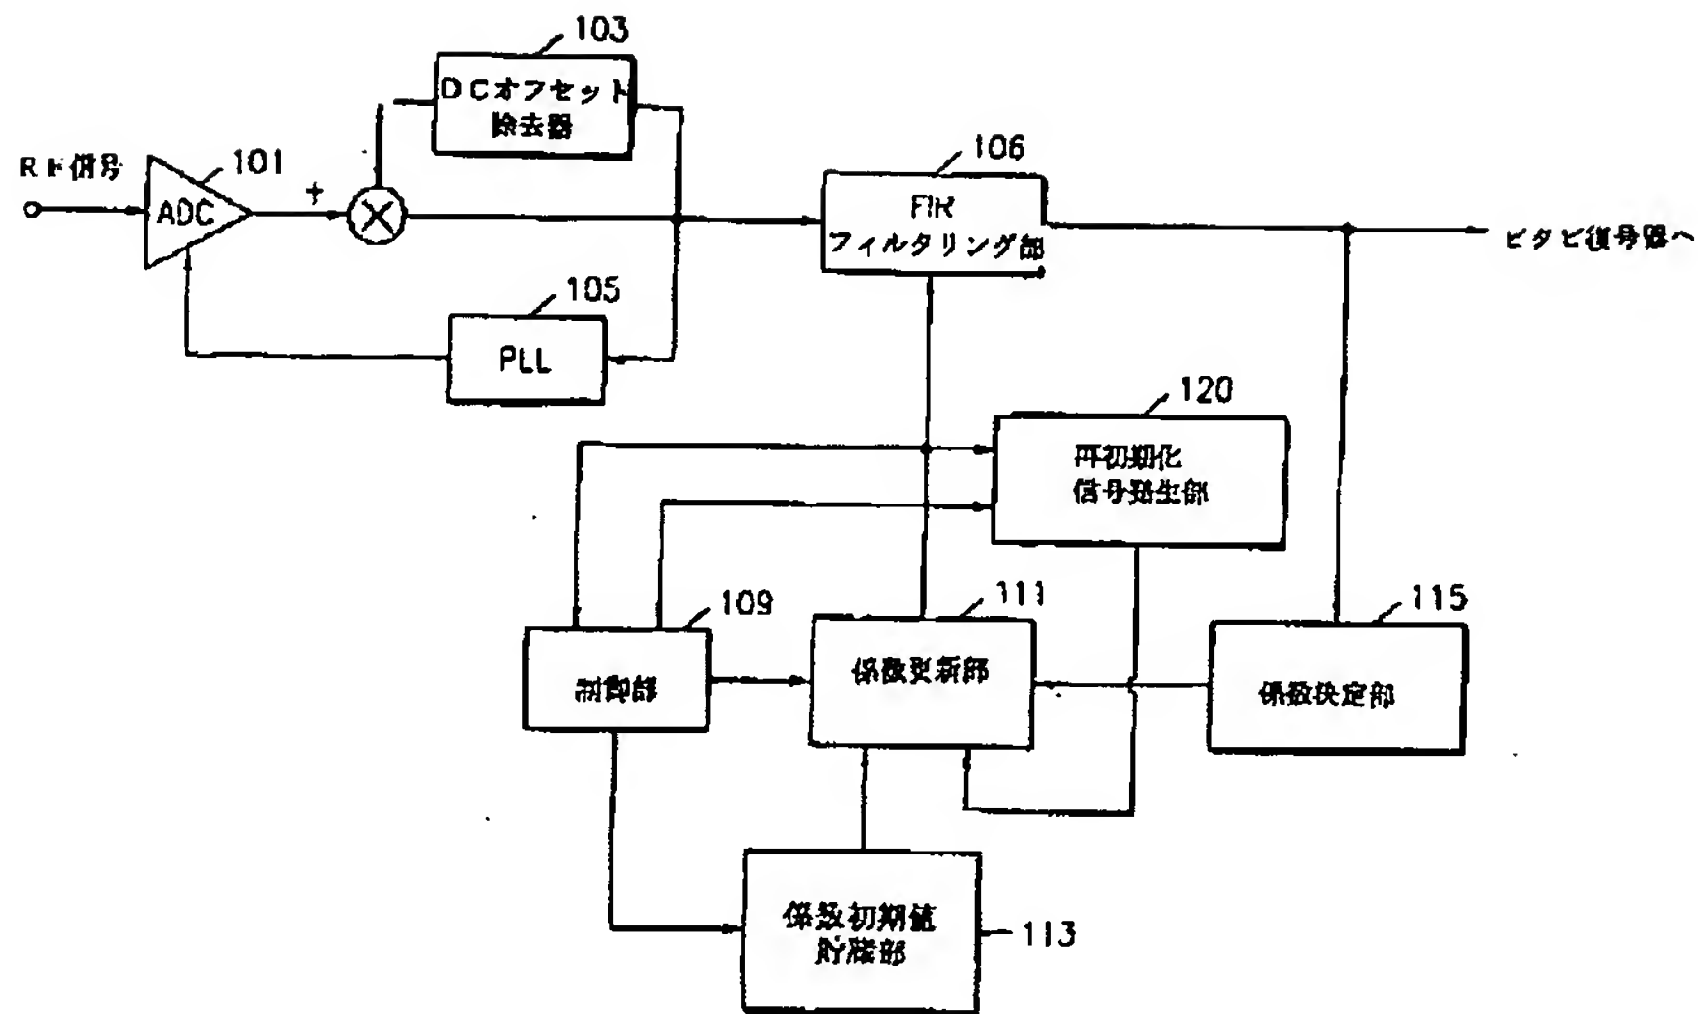 103
DCオフセット
除去器
RF信号
101
+
ADC
106
FIR
フィルタリング部
ビタビ復号器へ
105
PLL
120
再初期化
信号発生部
109
制御部
111
係数更新部
115
係数決定部
係数初期値
貯蔵部
113